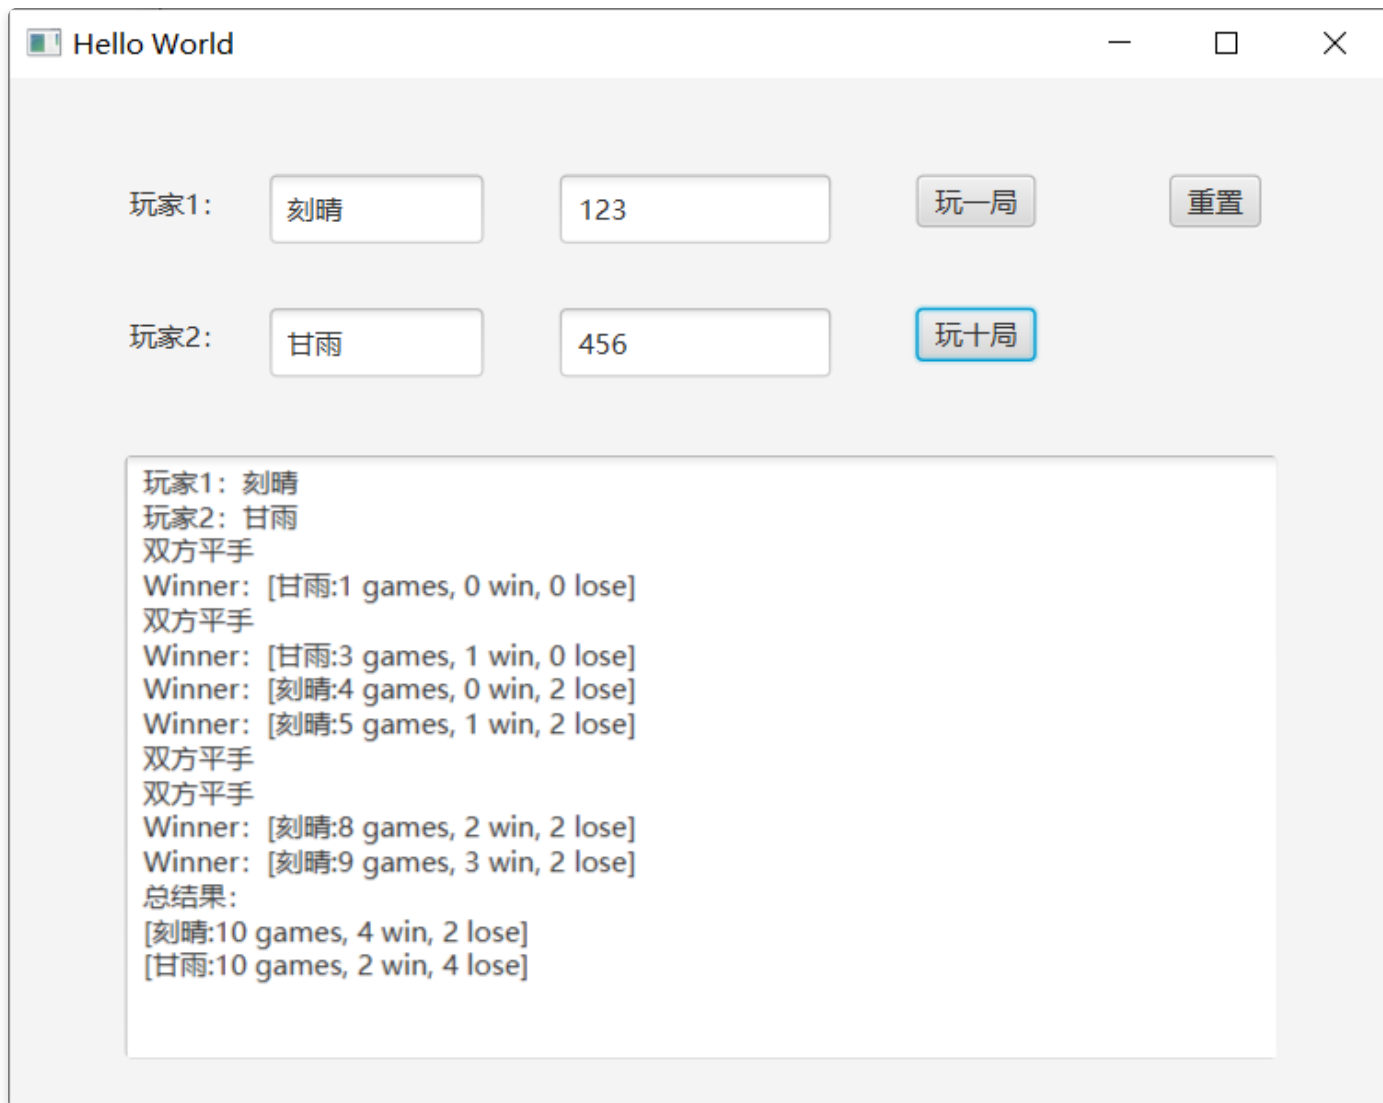 Hello World
玩家1： 刻晴 123 玩一局 重置
玩家2： 甘雨 456 玩十局
玩家1：刻晴
玩家2：甘雨
双方平手
Winner：[甘雨:1 games, 0 win, 0 lose]
双方平手
Winner：[甘雨:3 games, 1 win, 0 lose]
Winner：[刻晴:4 games, 0 win, 2 lose]
Winner：[刻晴:5 games, 1 win, 2 lose]
双方平手
双方平手
Winner：[刻晴:8 games, 2 win, 2 lose]
Winner：[刻晴:9 games, 3 win, 2 lose]
总结果：
[刻晴:10 games, 4 win, 2 lose]
[甘雨:10 games, 2 win, 4 lose]